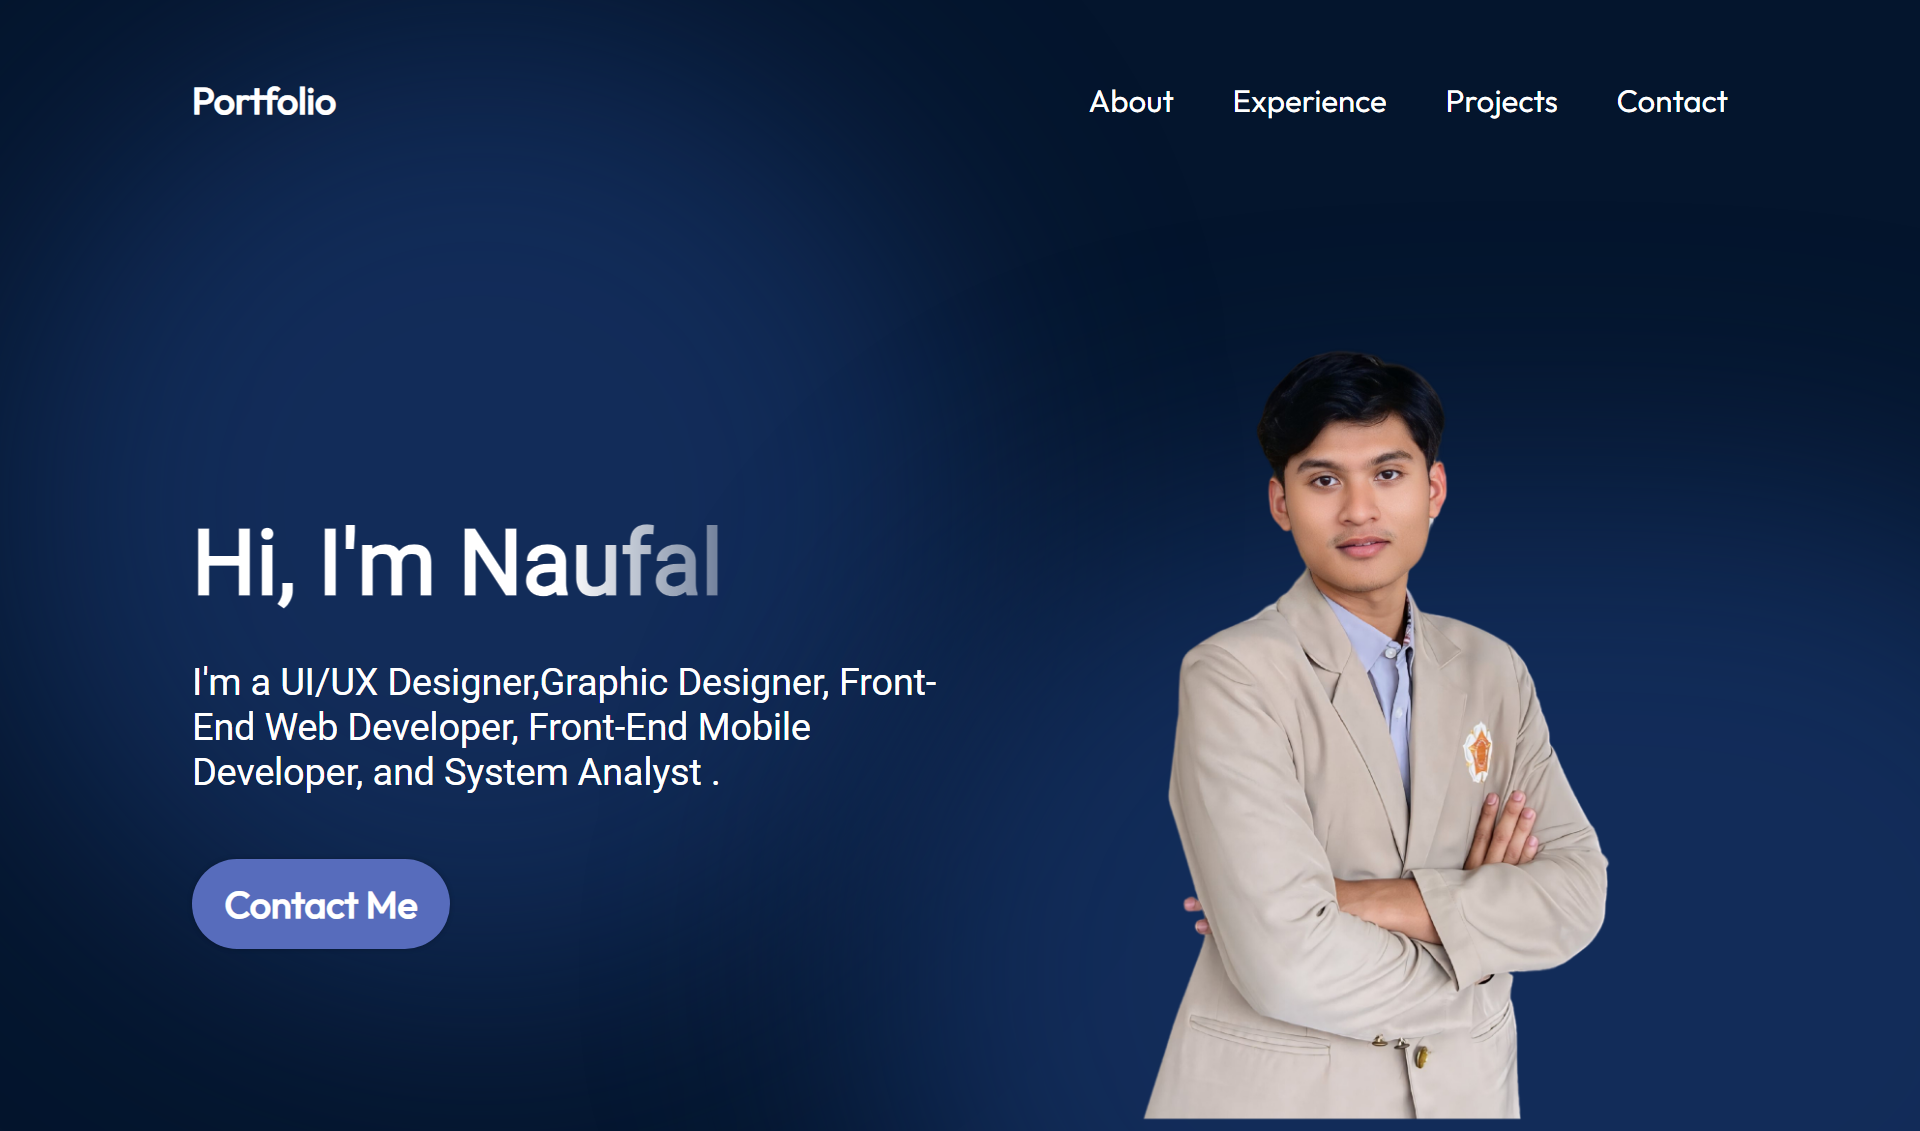 Portfolio
About
Experience
Projects
Contact
Hi, I'm Naufal
I'm a UI/UX Designer,Graphic Designer, Front-
End Web Developer, Front-End Mobile
Developer, and System Analyst .
Contact Me